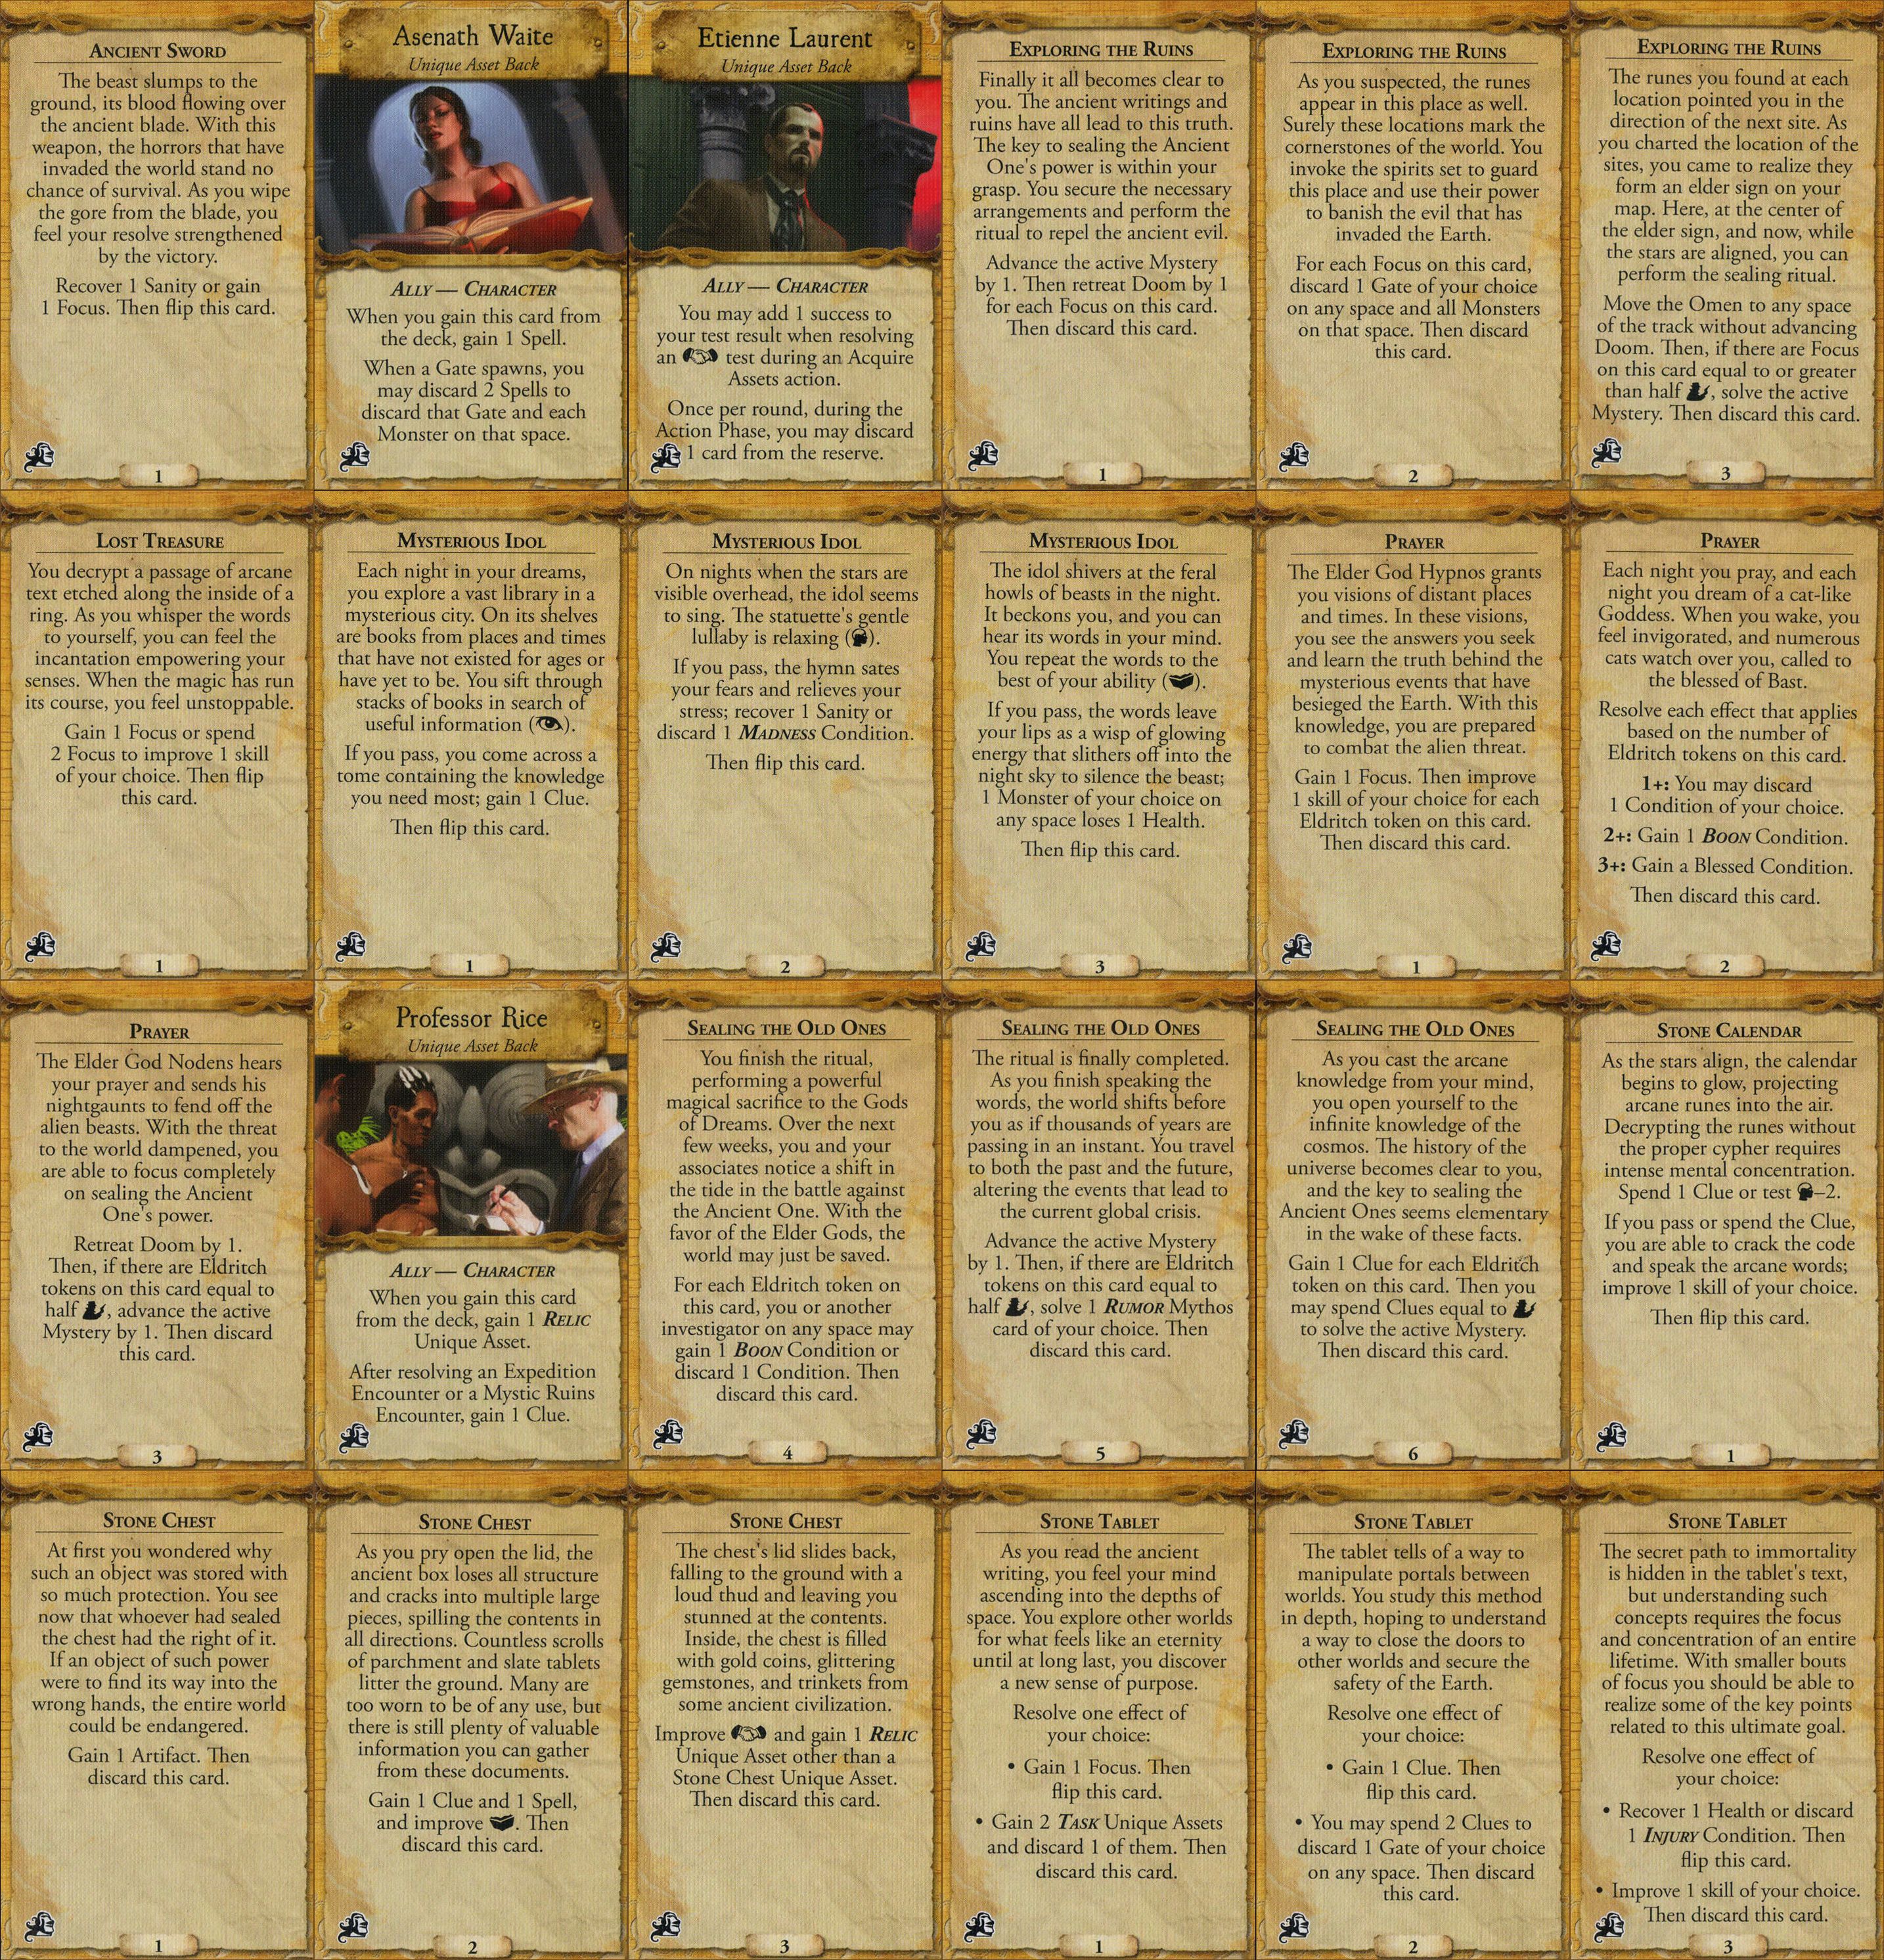 ANCIENT SWORD
The beast slumps to the
ground, its blood flowing over
the ancient blade. With this
weapon, the horrors that have
invaded the world stand no
chance of survival. As you wipe
the gore from the blade, you
feel your resolve strengthened
by the victory.
Recover 1 Sanity or gain
1 Focus. Then flip this card.
1
Asenath Waite
Unique Asset Back
ALLY — CHARACTER
When you gain this card from
the deck, gain 1 Spell.
When a Gate spawns, you
may discard 2 Spells to
discard that Gate and each
Monster on that space.
Etienne Laurent
Unique Asset Back
ALLY — CHARACTER
You may add 1 success to
your test result when resolving
an test during an Acquire
Assets action.
Once per round, during the
Action Phase, you may discard
1 card from the reserve.
EXPLORING THE RUINS
Finally it all becomes clear to
you. The ancient writings and
ruins have all lead to this truth.
The key to sealing the Ancient
One's power is within your
grasp. You secure the necessary
arrangements and perform the
ritual to repel the ancient evil.
Advance the active Mystery
by 1. Then retreat Doom by 1
for each Focus on this card.
Then discard this card.
1
EXPLORING THE RUINS
As you suspected, the runes
appear in this place as well.
Surely these locations mark the
cornerstones of the world. You
invoke the spirits set to guard
this place and use their power
to banish the evil that has
invaded the Earth.
For each Focus on this card,
discard 1 Gate of your choice
on any space and all Monsters
on that space. Then discard
this card.
2
EXPLORING THE RUINS
The runes you found at each
location pointed you in the
direction of the next site. As
you charted the location of the
sites, you came to realize they
form an elder sign on your
map. Here, at the center of
the elder sign, and now, while
the stars are aligned, you can
perform the sealing ritual.
Move the Omen to any space
of the track without advancing
Doom. Then, if there are Focus
on this card equal to or greater
than half , solve the active
Mystery. Then discard this card.
3
LOST TREASURE
You decrypt a passage of arcane
text etched along the inside of a
ring. As you whisper the words
to yourself, you can feel the
incantation empowering your
senses. When the magic has run
its course, you feel unstoppable.
Gain 1 Focus or spend
2 Focus to improve 1 skill
of your choice. Then flip
this card.
1
MYSTERIOUS IDOL
Each night in your dreams,
you explore a vast library in a
mysterious city. On its shelves
are books from places and times
that have not existed for ages or
have yet to be. You sift through
stacks of books in search of
useful information ( ).
If you pass, you come across a
tome containing the knowledge
you need most; gain 1 Clue.
Then flip this card.
1
MYSTERIOUS IDOL
On nights when the stars are
visible overhead, the idol seems
to sing. The statuette's gentle
lullaby is relaxing ( ).
If you pass, the hymn sates
your fears and relieves your
stress; recover 1 Sanity or
discard 1 MADNESS Condition.
Then flip this card.
2
MYSTERIOUS IDOL
The idol shivers at the feral
howls of beasts in the night.
It beckons you, and you can
hear its words in your mind.
You repeat the words to the
best of your ability ( ).
If you pass, the words leave
your lips as a wisp of glowing
energy that slithers off into the
night sky to silence the beast;
1 Monster of your choice on
any space loses 1 Health.
Then flip this card.
3
PRAYER
The Elder God Hypnos grants
you visions of distant places
and times. In these visions,
you see the answers you seek
and learn the truth behind the
mysterious events that have
besieged the Earth. With this
knowledge, you are prepared
to combat the alien threat.
Gain 1 Focus. Then improve
1 skill of your choice for each
Eldritch token on this card.
Then discard this card.
1
PRAYER
Each night you pray, and each
night you dream of a cat-like
Goddess. When you wake, you
feel invigorated, and numerous
cats watch over you, called to
the blessed of Bast.
Resolve each effect that applies
based on the number of
Eldritch tokens on this card.
1+: You may discard
1 Condition of your choice.
2+: Gain 1 BOON Condition.
3+: Gain a Blessed Condition.
Then discard this card.
2
PRAYER
The Elder God Nodens hears
your prayer and sends his
nightgaunts to fend off the
alien beasts. With the threat
to the world dampened, you
are able to focus completely
on sealing the Ancient
One's power.
Retreat Doom by 1.
Then, if there are Eldritch
tokens on this card equal to
half , advance the active
Mystery by 1. Then discard
this card.
3
Professor Rice
Unique Asset Back
ALLY — CHARACTER
When you gain this card
from the deck, gain 1 RELIC
Unique Asset.
After resolving an Expedition
Encounter or a Mystic Ruins
Encounter, gain 1 Clue.
SEALING THE OLD ONES
You finish the ritual,
performing a powerful
magical sacrifice to the Gods
of Dreams. Over the next
few weeks, you and your
associates notice a shift in
the tide in the battle against
the Ancient One. With the
favor of the Elder Gods, the
world may just be saved.
For each Eldritch token on
this card, you or another
investigator on any space may
gain 1 BOON Condition or
discard 1 Condition. Then
discard this card.
4
SEALING THE OLD ONES
The ritual is finally completed.
As you finish speaking the
words, the world shifts before
you as if thousands of years are
passing in an instant. You travel
to both the past and the future,
altering the events that lead to
the current global crisis.
Advance the active Mystery
by 1. Then, if there are Eldritch
tokens on this card equal to
half , solve 1 RUMOR Mythos
card of your choice. Then
discard this card.
5
SEALING THE OLD ONES
As you cast the arcane
knowledge from your mind,
you open yourself to the
infinite knowledge of the
cosmos. The history of the
universe becomes clear to you,
and the key to sealing the
Ancient Ones seems elementary
in the wake of these facts.
Gain 1 Clue for each Eldritch
token on this card. Then you
may spend Clues equal to
to solve the active Mystery.
Then discard this card.
6
STONE CALENDAR
As the stars align, the calendar
begins to glow, projecting
arcane runes into the air.
Decrypting the runes without
the proper cypher requires
intense mental concentration.
Spend 1 Clue or test –2.
If you pass or spend the Clue,
you are able to crack the code
and speak the arcane words;
improve 1 skill of your choice.
Then flip this card.
1
STONE CHEST
At first you wondered why
such an object was stored with
so much protection. You see
now that whoever had sealed
the chest had the right of it.
If an object of such power
were to find its way into the
wrong hands, the entire world
could be endangered.
Gain 1 Artifact. Then
discard this card.
1
STONE CHEST
As you pry open the lid, the
ancient box loses all structure
and cracks into multiple large
pieces, spilling the contents in
all directions. Countless scrolls
of parchment and slate tablets
litter the ground. Many are
too worn to be of any use, but
there is still plenty of valuable
information you can gather
from these documents.
Gain 1 Clue and 1 Spell,
and improve . Then
discard this card.
2
STONE CHEST
The chest's lid slides back,
falling to the ground with a
loud thud and leaving you
stunned at the contents.
Inside, the chest is filled
with gold coins, glittering
gemstones, and trinkets from
some ancient civilization.
Improve and gain 1 RELIC
Unique Asset other than a
Stone Chest Unique Asset.
Then discard this card.
3
STONE TABLET
As you read the ancient
writing, you feel your mind
ascending into the depths of
space. You explore other worlds
for what feels like an eternity
until at long last, you discover
a new sense of purpose.
Resolve one effect of
your choice:
• Gain 1 Focus. Then
flip this card.
• Gain 2 TASK Unique Assets
and discard 1 of them. Then
discard this card.
1
STONE TABLET
The tablet tells of a way to
manipulate portals between
worlds. You study this method
in depth, hoping to understand
a way to close the doors to
other worlds and secure the
safety of the Earth.
Resolve one effect of
your choice:
• Gain 1 Clue. Then
flip this card.
• You may spend 2 Clues to
discard 1 Gate of your choice
on any space. Then discard
this card.
2
STONE TABLET
The secret path to immortality
is hidden in the tablet's text,
but understanding such
concepts requires the focus
and concentration of an entire
lifetime. With smaller bouts
of focus you should be able to
realize some of the key points
related to this ultimate goal.
Resolve one effect of
your choice:
• Recover 1 Health or discard
1 INJURY Condition. Then
flip this card.
• Improve 1 skill of your choice.
Then discard this card.
3